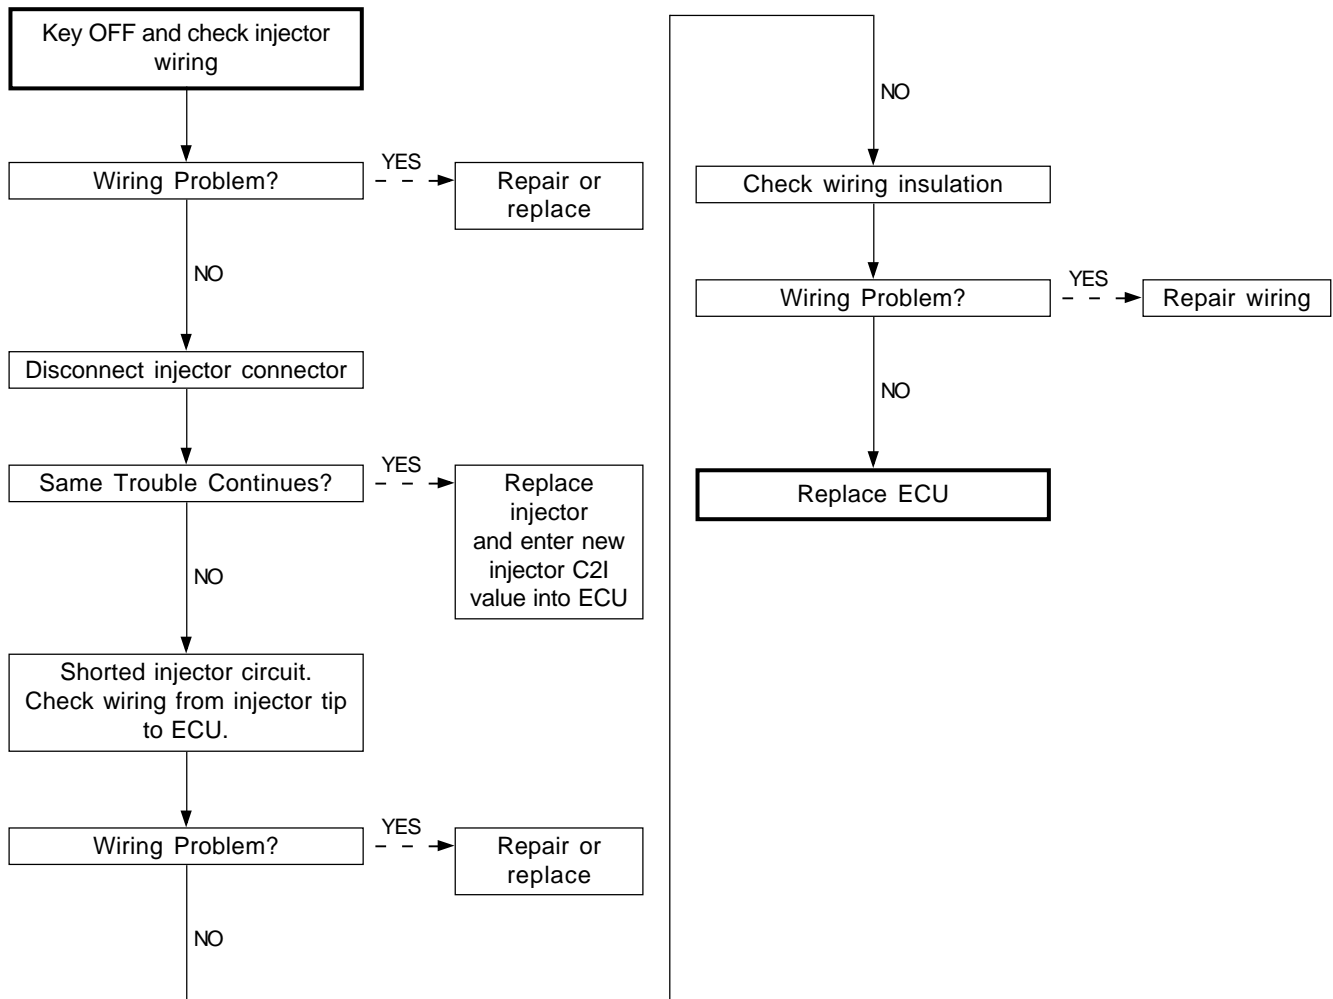 Key OFF and check injector
wiring
Wiring Problem?
YES
Repair or
replace
NO
Disconnect injector connector
Same Trouble Continues?
YES
Replace
injector
and enter new
injector C2I
value into ECU
NO
Shorted injector circuit.
Check wiring from injector tip
to ECU.
Wiring Problem?
YES
Repair or
replace
NO
NO
Check wiring insulation
Wiring Problem?
YES
Repair wiring
NO
Replace ECU